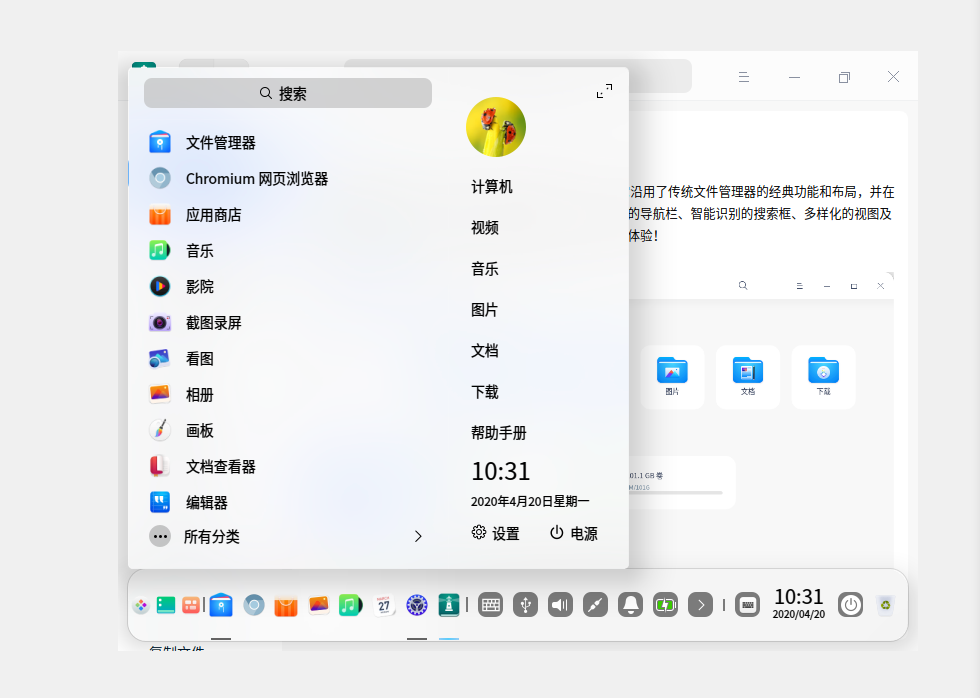 搜索
文件管理器
Chromium 网页浏览器
应用商店
音乐
影院
截图录屏
看图
相册
画板
文档查看器
编辑器
所有分类
计算机
视频
音乐
图片
文档
下载
帮助手册
10:31
2020年4月20日星期一
设置
电源
沿用了传统文件管理器的经典功能和布局，并在
的导航栏、智能识别的搜索框、多样化的视图及
体验！
图片
文档
下载
01.1 GB 卷
M/101G
27
10:31
2020/04/20